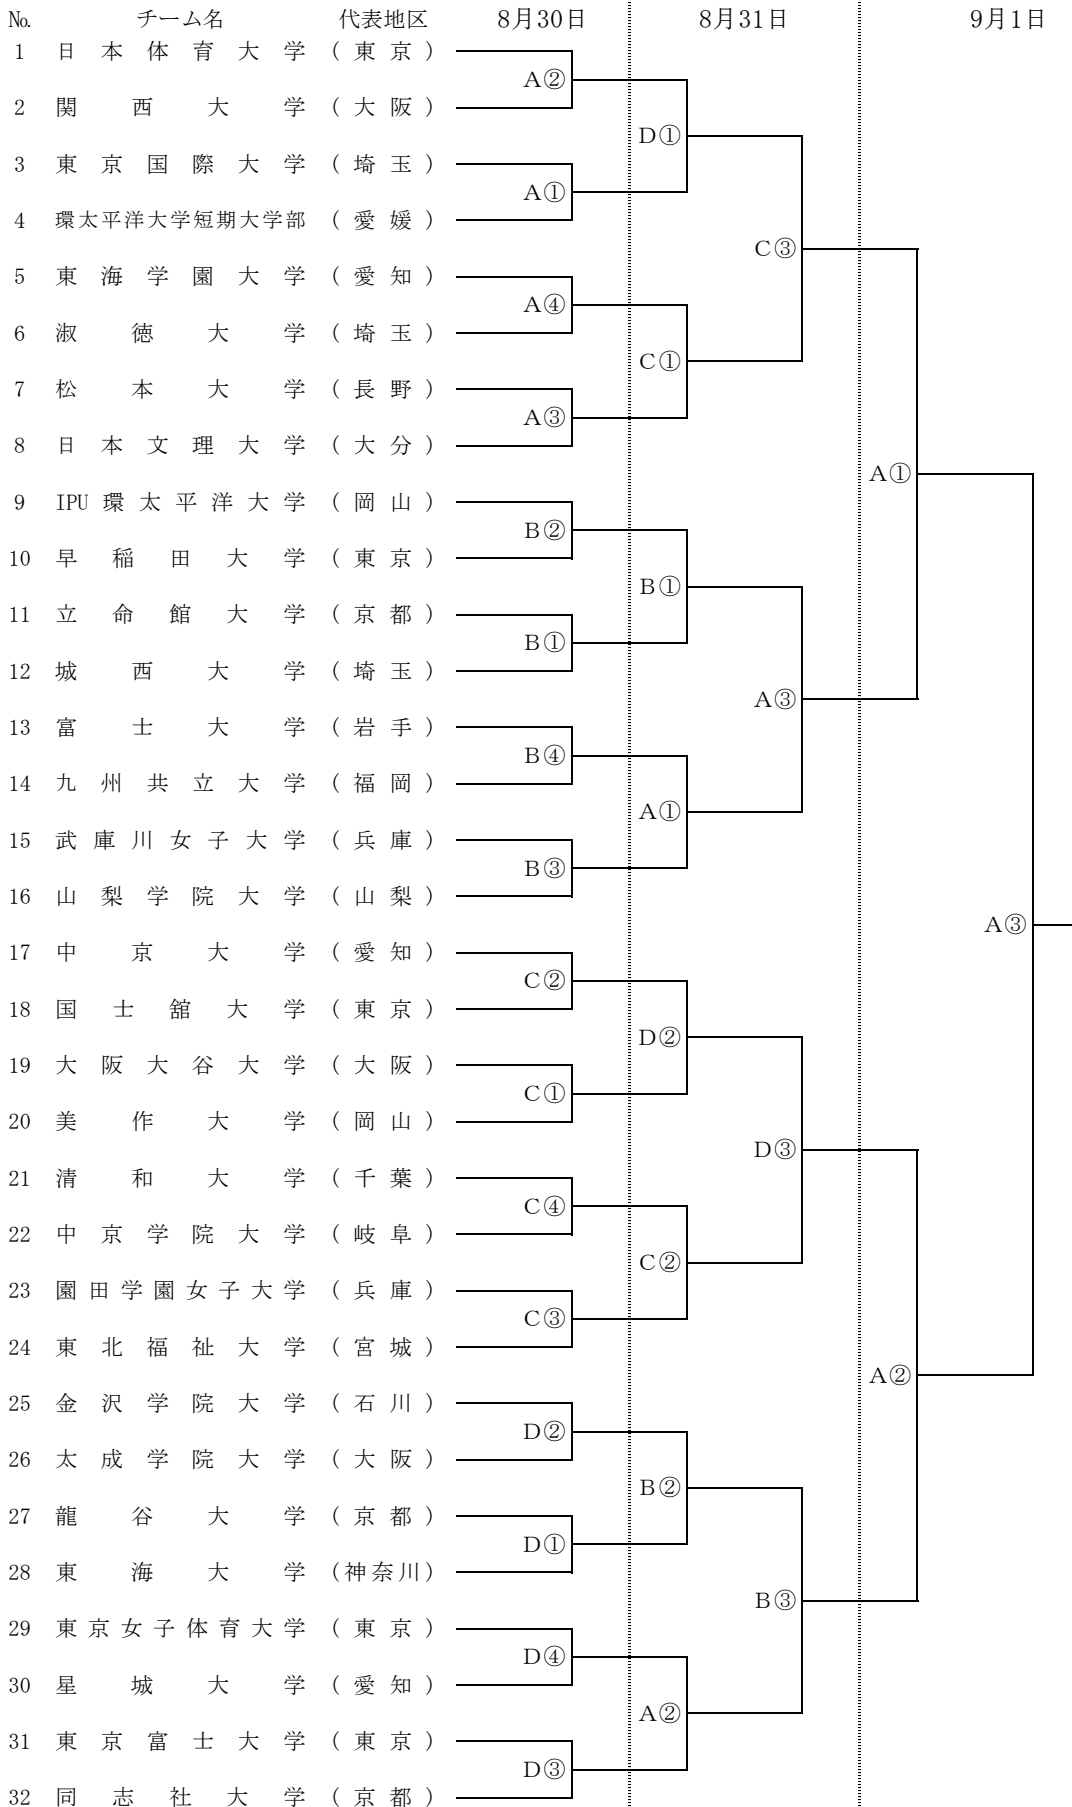 № チーム名 代表地区 8月30日 8月31日 9月1日
1 日本体育大学 (東京)
A②
2 関西大学 (大阪)
D①
3 東京国際大学 (埼玉)
A①
4 環太平洋大学短期大学部 (愛媛)
C③
5 東海学園大学 (愛知)
A④
6 淑徳大学 (埼玉)
C①
7 松本大学 (長野)
A③
8 日本文理大学 (大分)
A①
9 IPU環太平洋大学 (岡山)
B②
10 早稲田大学 (東京)
B①
11 立命館大学 (京都)
B①
12 城西大学 (埼玉)
A③
13 富士大学 (岩手)
B④
14 九州共立大学 (福岡)
A①
15 武庫川女子大学 (兵庫)
B③
16 山梨学院大学 (山梨)
A③
17 中京大学 (愛知)
C②
18 国士舘大学 (東京)
D②
19 大阪大谷大学 (大阪)
C①
20 美作大学 (岡山)
D③
21 清和大学 (千葉)
C④
22 中京学院大学 (岐阜)
C②
23 園田学園女子大学 (兵庫)
C③
24 東北福祉大学 (宮城)
A②
25 金沢学院大学 (石川)
D②
26 太成学院大学 (大阪)
B②
27 龍谷大学 (京都)
D①
28 東海大学 (神奈川)
B③
29 東京女子体育大学 (東京)
D④
30 星城大学 (愛知)
A②
31 東京富士大学 (東京)
D③
32 同志社大学 (京都)